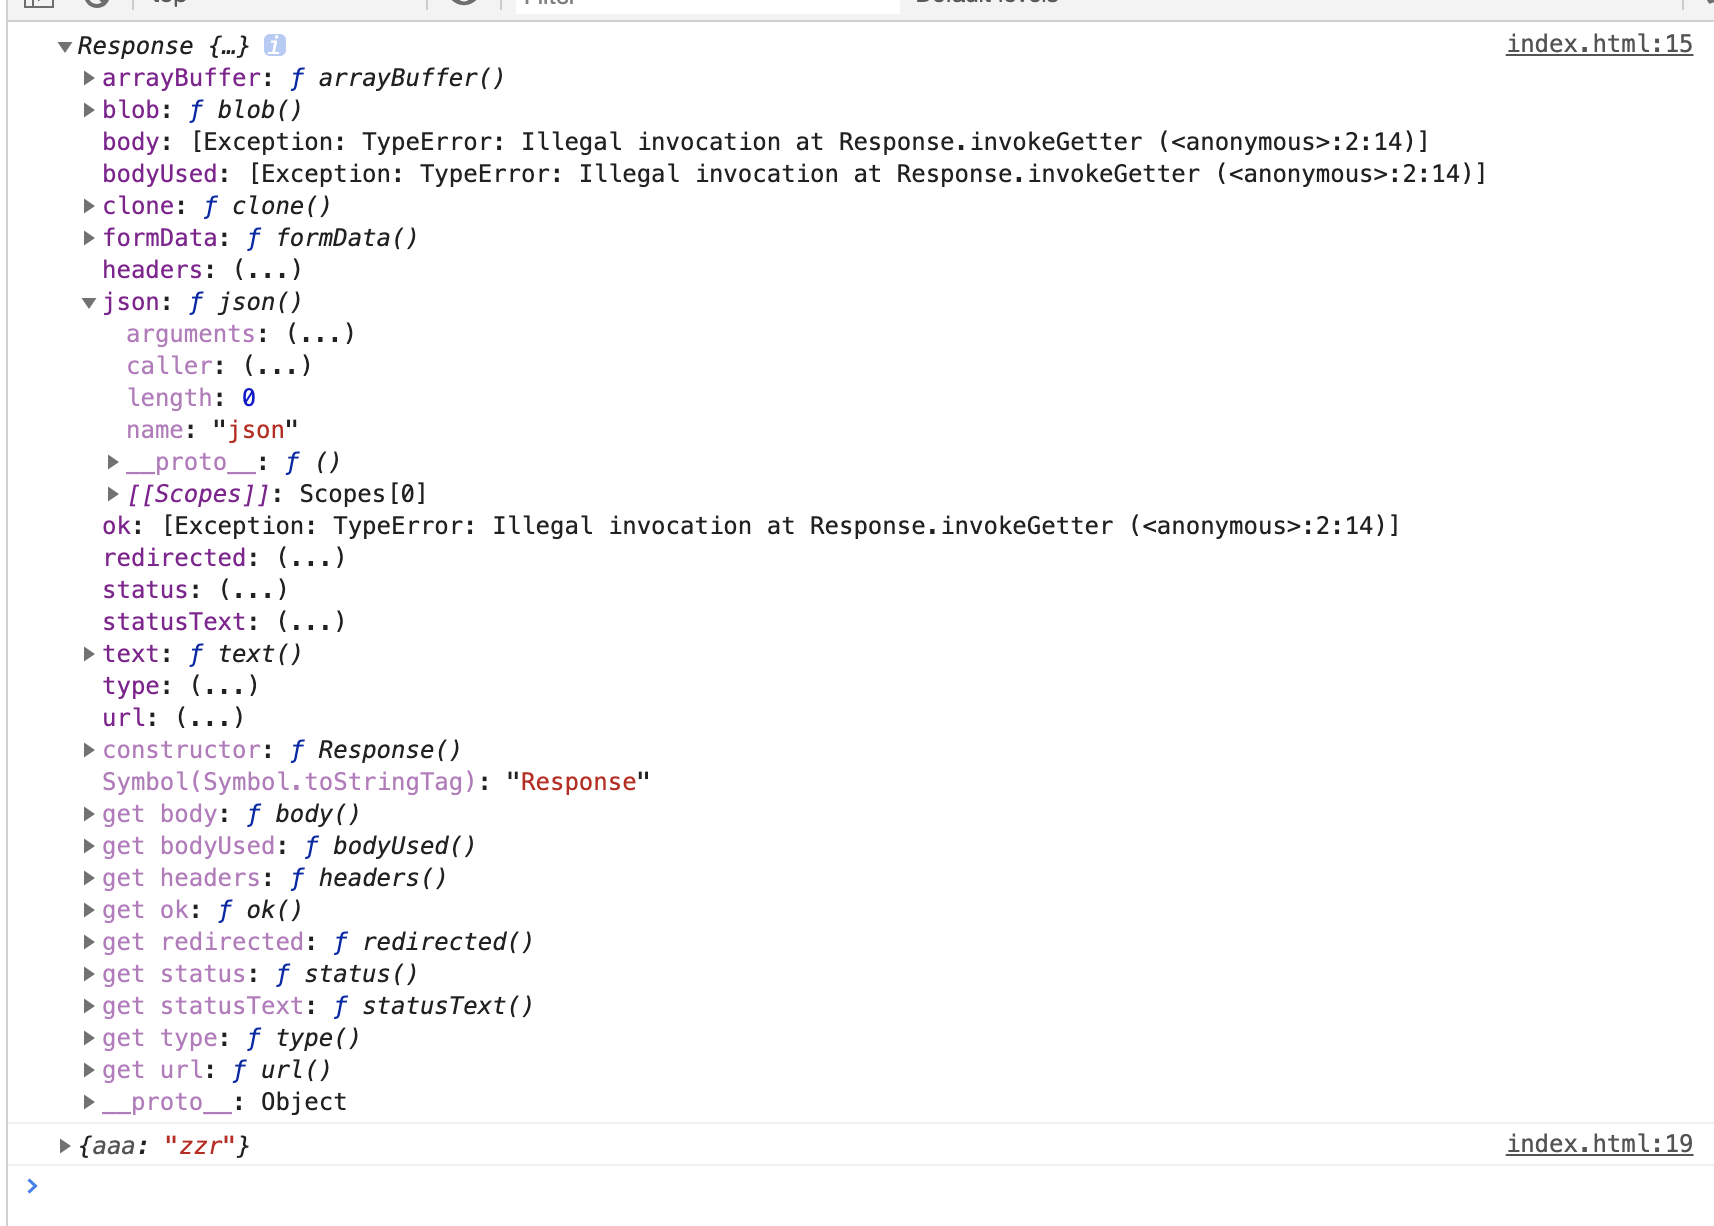 top Filter Default levels
Response {…} i index.html:15
arrayBuffer: ƒ arrayBuffer()
blob: ƒ blob()
body: [Exception: TypeError: Illegal invocation at Response.invokeGetter (<anonymous>:2:14)]
bodyUsed: [Exception: TypeError: Illegal invocation at Response.invokeGetter (<anonymous>:2:14)]
clone: ƒ clone()
formData: ƒ formData()
headers: (...)
json: ƒ json()
arguments: (...)
caller: (...)
length: 0
name: "json"
__proto__: ƒ ()
[[Scopes]]: Scopes[0]
ok: [Exception: TypeError: Illegal invocation at Response.invokeGetter (<anonymous>:2:14)]
redirected: (...)
status: (...)
statusText: (...)
text: ƒ text()
type: (...)
url: (...)
constructor: ƒ Response()
Symbol(Symbol.toStringTag): "Response"
get body: ƒ body()
get bodyUsed: ƒ bodyUsed()
get headers: ƒ headers()
get ok: ƒ ok()
get redirected: ƒ redirected()
get status: ƒ status()
get statusText: ƒ statusText()
get type: ƒ type()
get url: ƒ url()
__proto__: Object
{aaa: "zzr"} index.html:19